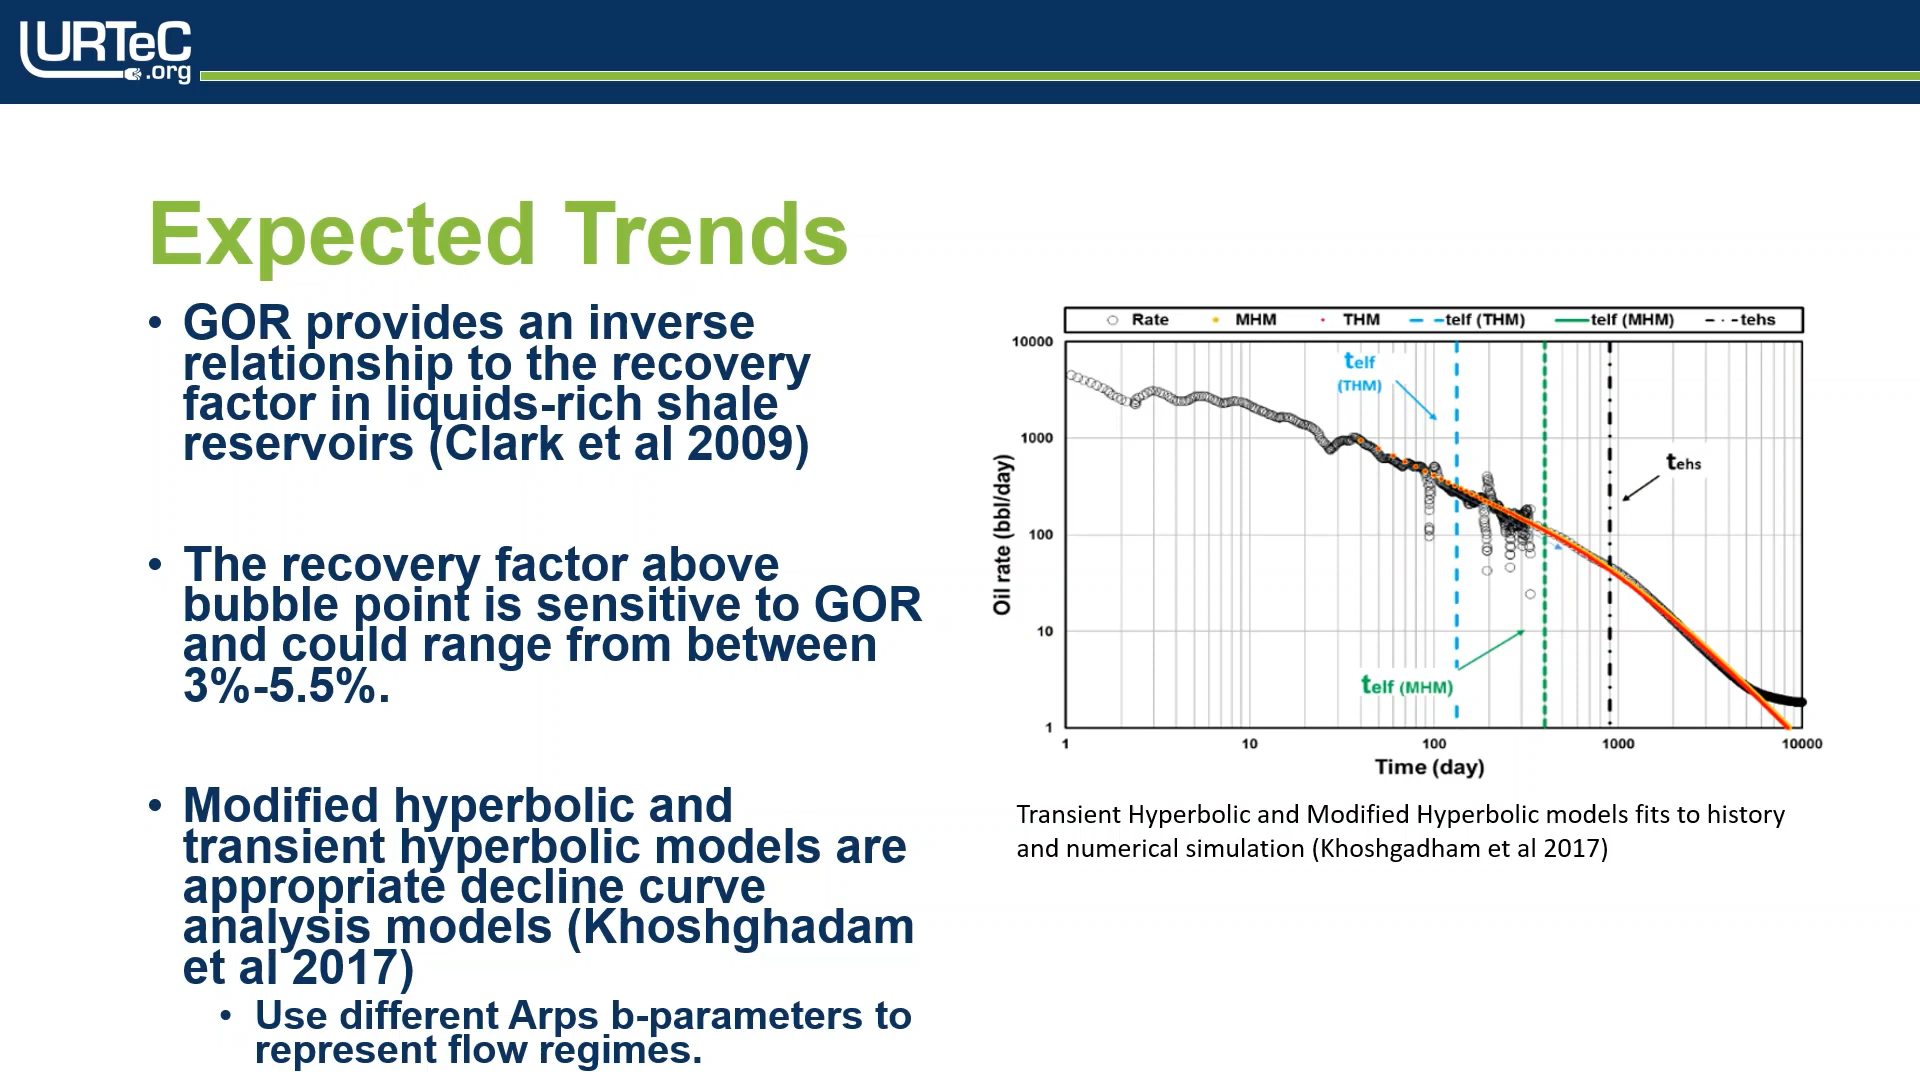 URTeC
.org
Expected Trends
• GOR provides an inverse
relationship to the recovery
factor in liquids-rich shale
reservoirs (Clark et al 2009)
• The recovery factor above
bubble point is sensitive to GOR
and could range from between
3%-5.5%.
• Modified hyperbolic and
transient hyperbolic models are
appropriate decline curve
analysis models (Khoshghadam
et al 2017)
• Use different Arps b-parameters to
represent flow regimes.
Rate MHM THM telf (THM) telf (MHM) tehs
10000
1000
100
10
1
Oil rate (bbl/day)
telf
(THM)
tehs
telf (MHM)
1 10 100 1000 10000
Time (day)
Transient Hyperbolic and Modified Hyperbolic models fits to history
and numerical simulation (Khoshgadham et al 2017)